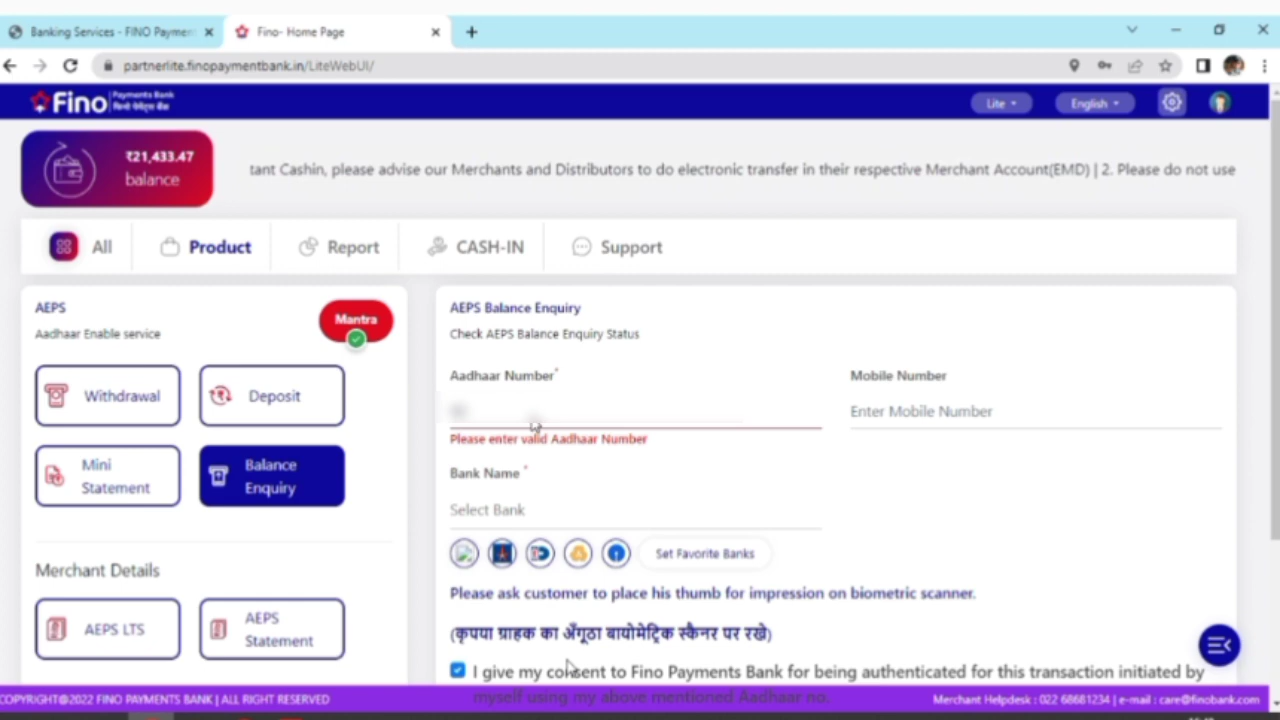 Banking Services - FINO Paymen
Fino- Home Page
partnerlite.finopaymentbank.in/LiteWebUI/
Fino Payments Bank
फिनो पेमेंट्स बैंक
Lite
English
₹21,433.47
balance
tant Cashin, please advise our Merchants and Distributors to do electronic transfer in their respective Merchant Account(EMD) | 2. Please do not use
All
Product
Report
CASH-IN
Support
AEPS
Aadhaar Enable service
Mantra
Withdrawal
Deposit
Mini
Statement
Balance
Enquiry
Merchant Details
AEPS LTS
AEPS
Statement
AEPS Balance Enquiry
Check AEPS Balance Enquiry Status
Aadhaar Number*
Mobile Number
Enter Mobile Number
Please enter valid Aadhaar Number
Bank Name *
Select Bank
Set Favorite Banks
Please ask customer to place his thumb for impression on biometric scanner.
(कृपया ग्राहक का अँगूठा बायोमेट्रिक स्कैनर पर रखे)
I give my consent to Fino Payments Bank for being authenticated for this transaction initiated by
myself using my above mentioned Aadhaar no.
COPYRIGHT@2022 FINO PAYMENTS BANK | ALL RIGHT RESERVED
Merchant Helpdesk : 022 68681234 | e-mail : care@finobank.com